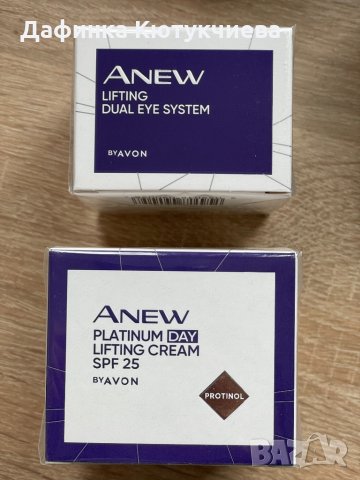 Дафинка Кютукчиева
ANEW
LIFTING
DUAL EYE SYSTEM
BY AVON
ANEW
PLATINUM DAY
LIFTING CREAM
SPF 25
BY AVON
PROTINOL
BAZAR